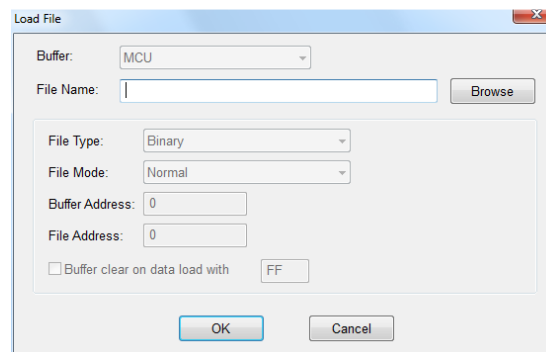 Load File
Buffer: MCU
File Name: Browse
File Type: Binary
File Mode: Normal
Buffer Address: 0
File Address: 0
Buffer clear on data load with FF
OK Cancel